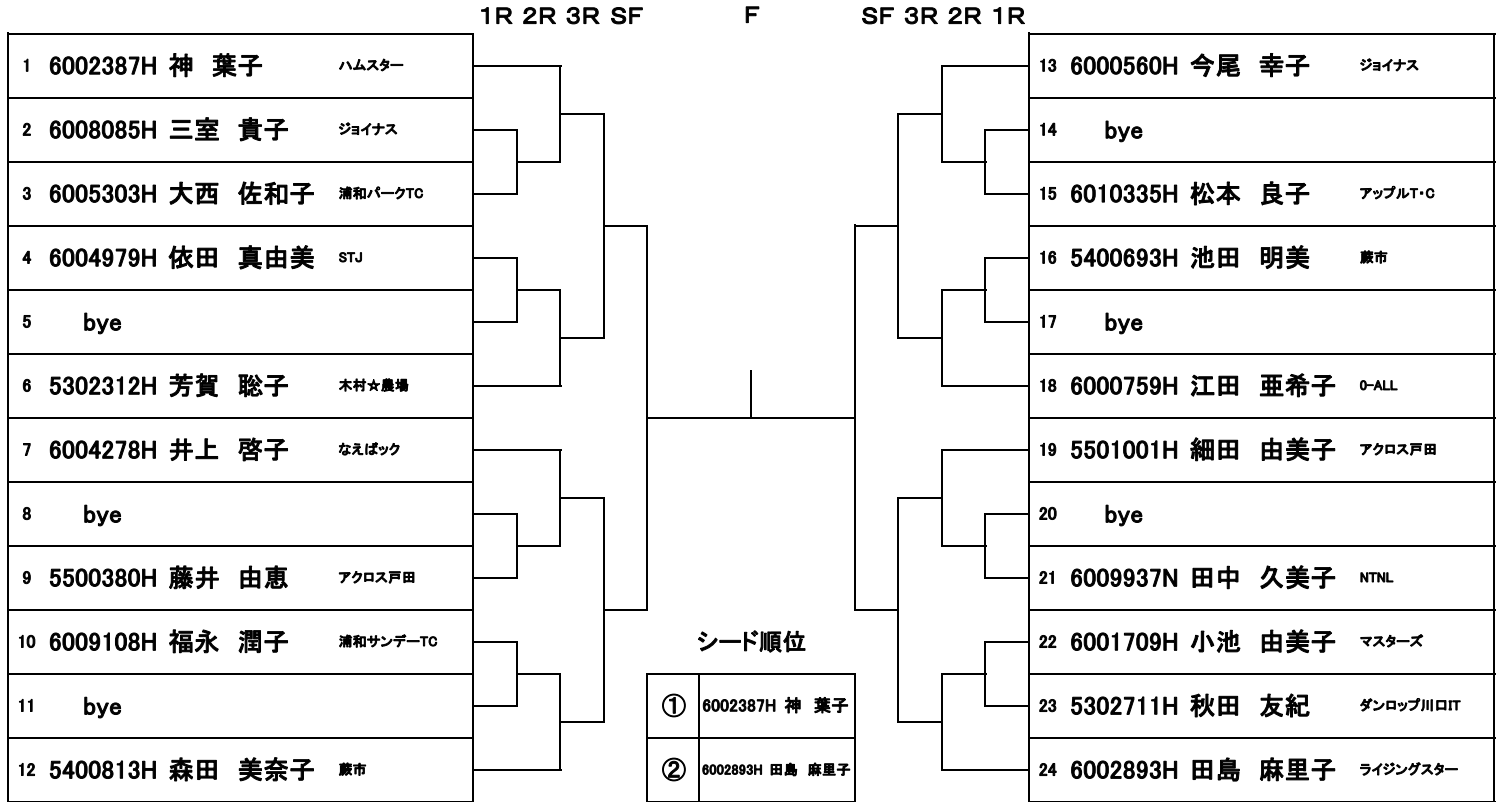 1R 2R 3R SF F SF 3R 2R 1R
1 6002387H 神 葉子 ハムスター
2 6008085H 三室 貴子 ジョイナス
3 6005303H 大西 佐和子 浦和パークTC
4 6004979H 依田 真由美 STJ
5 bye
6 5302312H 芳賀 聡子 木村☆農場
7 6004278H 井上 啓子 なえぱック
8 bye
9 5500380H 藤井 由恵 アクロス戸田
10 6009108H 福永 潤子 浦和サンデーTC
11 bye
12 5400813H 森田 美奈子 蕨市
シード順位
① 6002387H 神 葉子
② 6002893H 田島 麻里子
13 6000560H 今尾 幸子 ジョイナス
14 bye
15 6010335H 松本 良子 アップルT・C
16 5400693H 池田 明美 蕨市
17 bye
18 6000759H 江田 亜希子 O-ALL
19 5501001H 細田 由美子 アクロス戸田
20 bye
21 6009937N 田中 久美子 NTNL
22 6001709H 小池 由美子 マスターズ
23 5302711H 秋田 友紀 ダンロップ川口IT
24 6002893H 田島 麻里子 ライジングスター